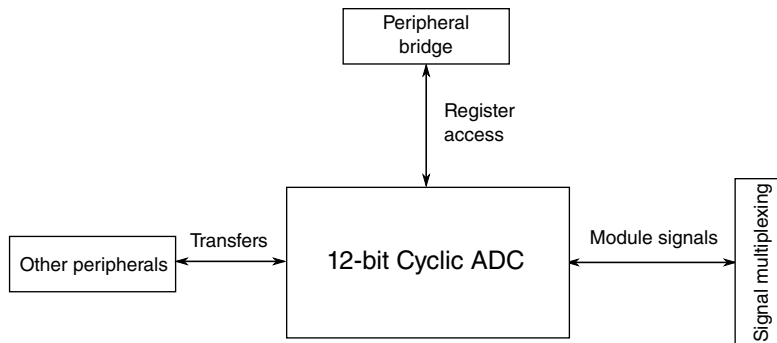 Peripheral
bridge
Register
access
Other peripherals
Transfers
12-bit Cyclic ADC
Module signals
Signal multiplexing